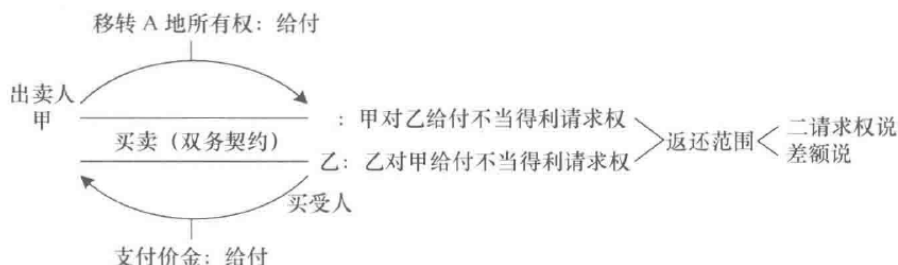 移转 A 地所有权：给付
出卖人
甲
：甲对乙给付不当得利请求权
买卖（双务契约）
返还范围
二请求权说
差额说
乙：乙对甲给付不当得利请求权
买受人
支付价金：给付